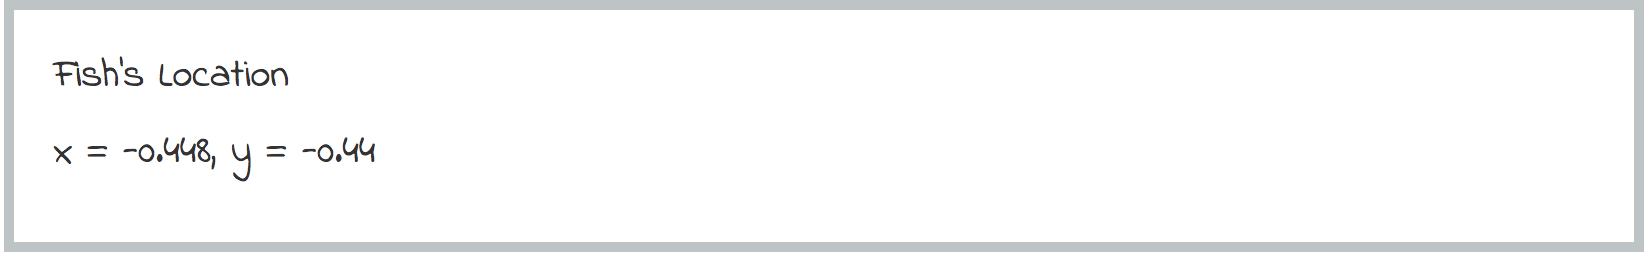 Fish's Location
x = -0.448, y = -0.44